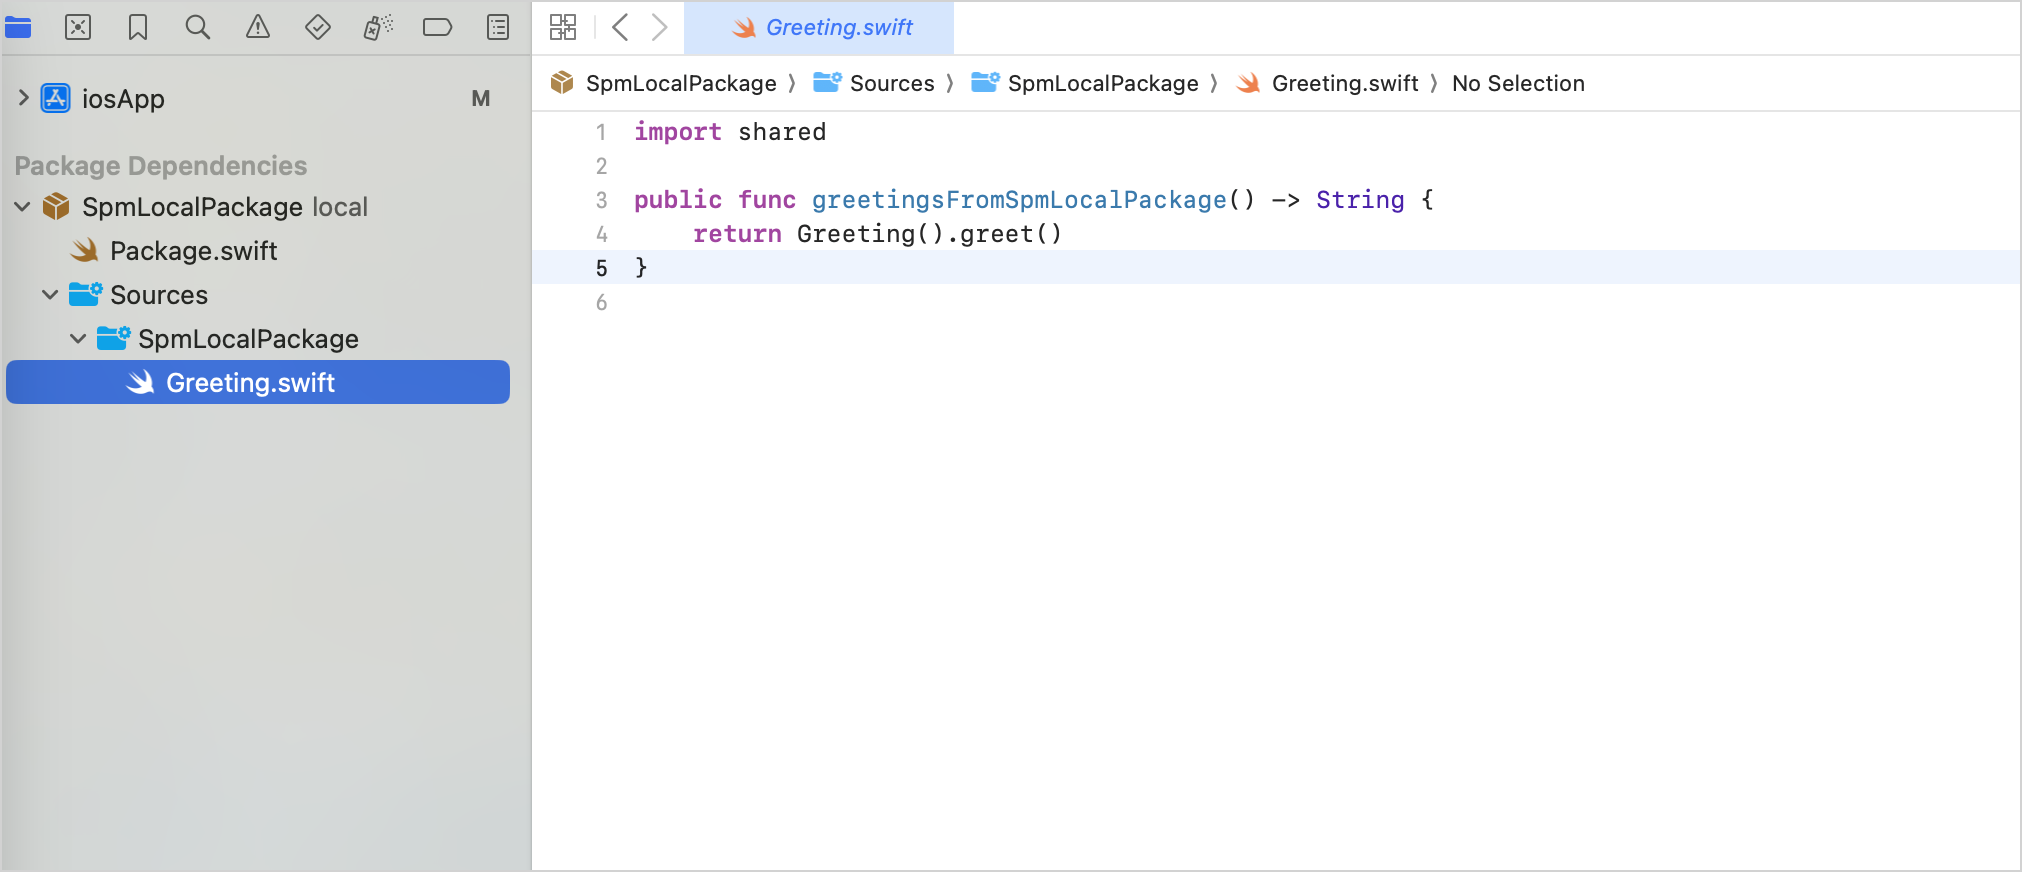 iosApp M
Package Dependencies
SpmLocalPackage local
Package.swift
Sources
SpmLocalPackage
Greeting.swift
Greeting.swift
SpmLocalPackage 〉 Sources 〉 SpmLocalPackage 〉 Greeting.swift 〉 No Selection
1 import shared
2
3 public func greetingsFromSpmLocalPackage() -> String {
4     return Greeting().greet()
5 }
6